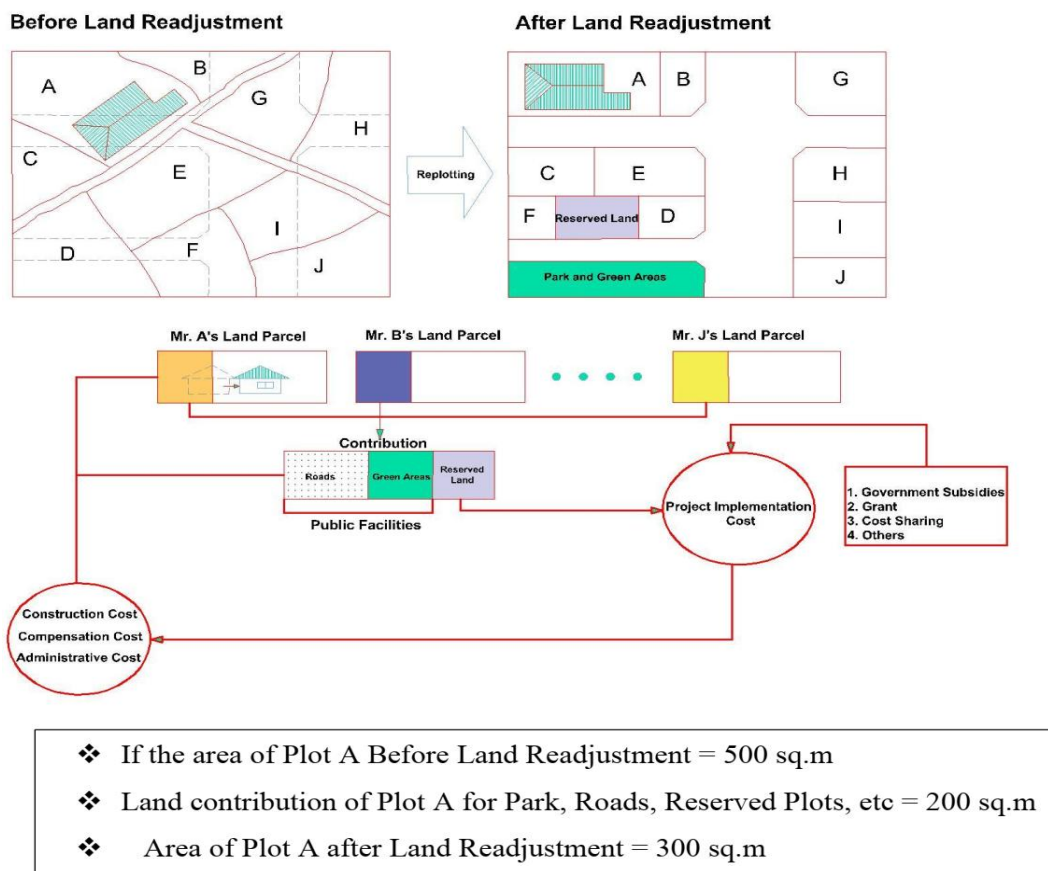 Before Land Readjustment
A
B
G
H
C
E
D
F
I
J
Replotting
After Land Readjustment
A
B
G
C
E
H
F
Reserved Land
D
I
Park and Green Areas
J
Mr. A's Land Parcel
Mr. B's Land Parcel
Mr. J's Land Parcel
Contribution
Roads
Green Areas
Reserved
Land
Public Facilities
Project Implementation
Cost
1. Government Subsidies
2. Grant
3. Cost Sharing
4. Others
Construction Cost
Compensation Cost
Administrative Cost
❖ If the area of Plot A Before Land Readjustment = 500 sq.m
❖ Land contribution of Plot A for Park, Roads, Reserved Plots, etc = 200 sq.m
❖ Area of Plot A after Land Readjustment = 300 sq.m